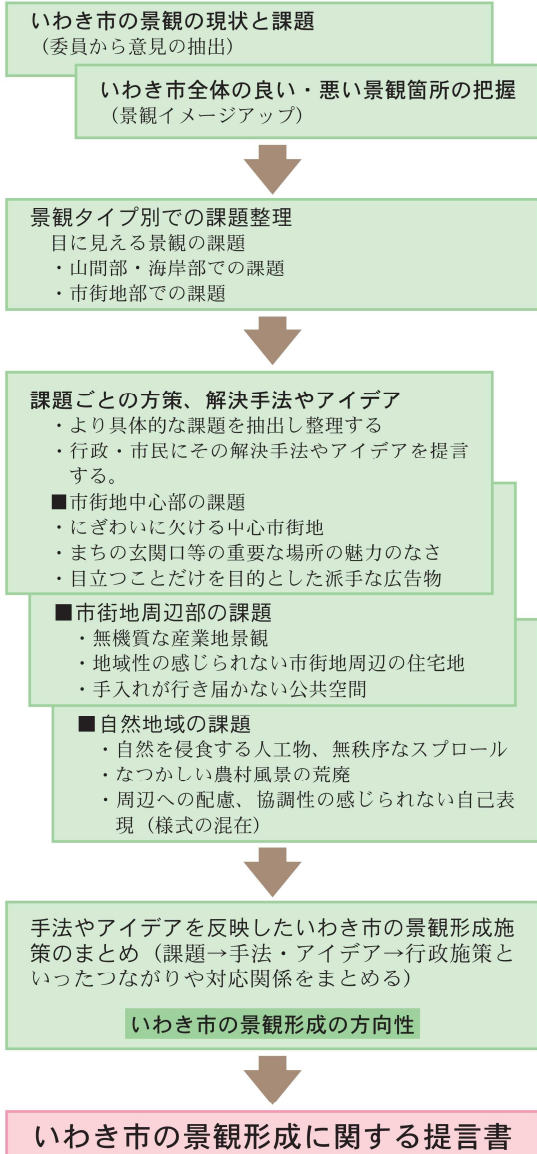 いわき市の景観の現状と課題
（委員から意見の抽出）
いわき市全体の良い・悪い景観箇所の把握
（景観イメージアップ）
景観タイプ別での課題整理
目に見える景観の課題
・山間部・海岸部での課題
・市街地部での課題
課題ごとの方策、解決手法やアイデア
・より具体的な課題を抽出し整理する
・行政・市民にその解決手法やアイデアを提言
する。
■市街地中心部の課題
・にぎわいに欠ける中心市街地
・まちの玄関口等の重要な場所の魅力のなさ
・目立つことだけを目的とした派手な広告物
■市街地周辺部の課題
・無機質な産業地景観
・地域性の感じられない市街地周辺の住宅地
・手入れが行き届かない公共空間
■自然地域の課題
・自然を侵食する人工物、無秩序なスプロール
・なつかしい農村風景の荒廃
・周辺への配慮、協調性の感じられない自己表
現（様式の混在）
手法やアイデアを反映したいわき市の景観形成施
策のまとめ（課題→手法・アイデア→行政施策と
いったつながりや対応関係をまとめる）
いわき市の景観形成の方向性
いわき市の景観形成に関する提言書